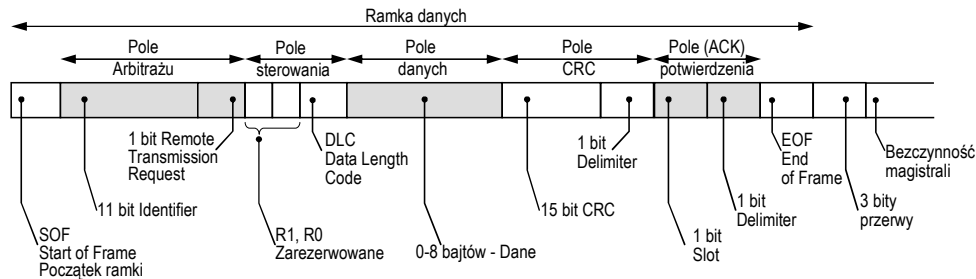 Ramka danych
Pole
Arbitrażu
Pole
sterowania
Pole
danych
Pole
CRC
Pole (ACK)
potwierdzenia
1 bit Remote
Transmission
Request
DLC
Data Length
Code
1 bit
Delimiter
EOF
End
of Frame
Bezczynność
magistrali
11 bit Identifier
R1, R0
Zarezerwowane
15 bit CRC
1 bit
Delimiter
3 bity
przerwy
SOF
Start of Frame
Początek ramki
0-8 bajtów - Dane
1 bit
Slot